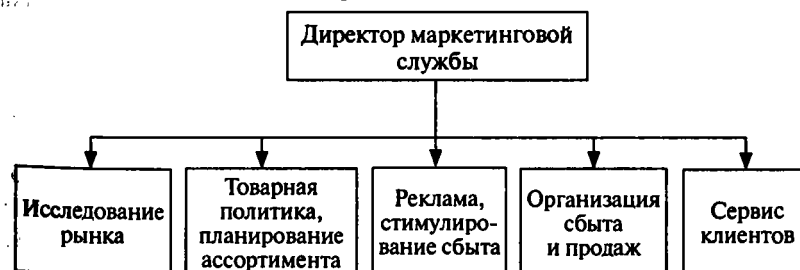 Директор маркетинговой
службы
Исследование
рынка
Товарная
политика,
планирование
ассортимента
Реклама,
стимулиро-
вание сбыта
Организация
сбыта
и продаж
Сервис
клиентов